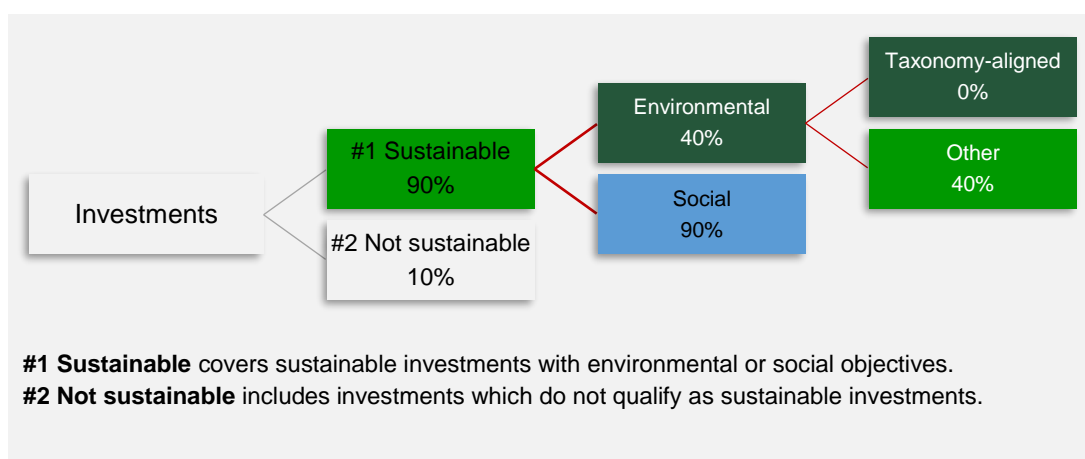 Investments
#1 Sustainable
90%
#2 Not sustainable
10%
Environmental
40%
Social
90%
Taxonomy-aligned
0%
Other
40%
#1 Sustainable covers sustainable investments with environmental or social objectives.
#2 Not sustainable includes investments which do not qualify as sustainable investments.